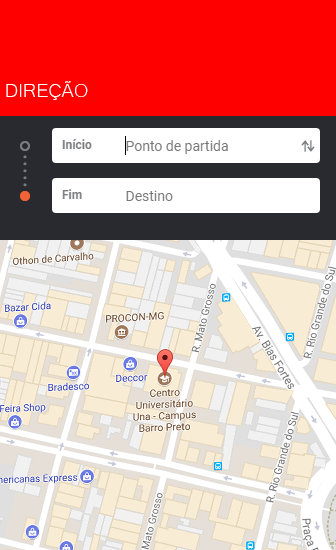 DIREÇÃO
Início Ponto de partida
Fim Destino
Othon de Carvalho
Bazar Cida
PROCON-MG
R. Mato Grosso
R. Rio Grande do Sul
Av. Bias Fortes
Deccor
Bradesco
Centro
Universitário
Una - Campus
Barro Preto
Feira Shop
R. Rio Grande do Sul
mericanas Express
Mato Grosso
Praça